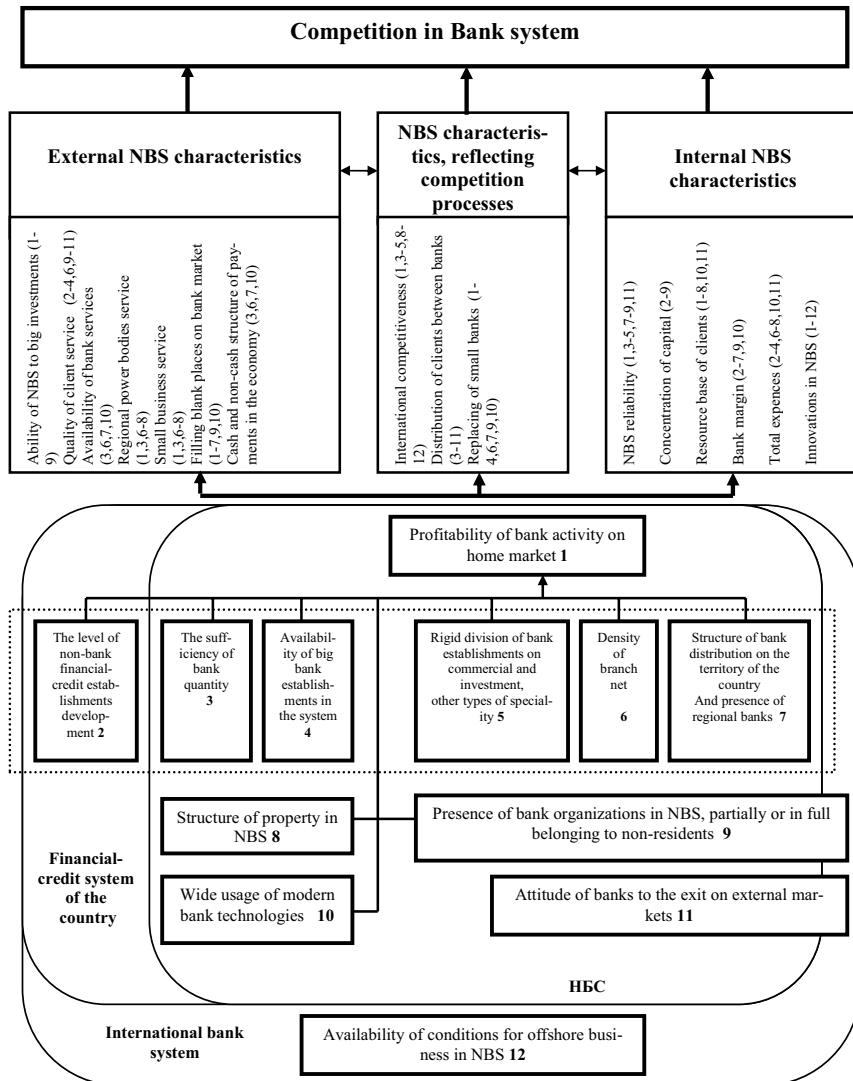 Competition in Bank system
External NBS characteristics
NBS characteris-
tics, reflecting
competition
processes
Internal NBS
characteristics
Ability of NBS to big investments (1-
9)
Quality of client service (2-4,6,9-11)
Availability of bank services
(3,6,7,10)
Regional power bodies service
(1,3,6-8)
Small business service
(1,3,6-8)
Filling blank places on bank market
(1-7,9,10)
Cash and non-cash structure of pay-
ments in the economy (3,6,7,10)
International competitiveness (1,3-5,8-
12)
Distribution of clients between banks
(3-11)
Replacing of small banks (1-
4,6,7,9,10)
NBS reliability (1,3-5,7-9,11)
Concentration of capital (2-9)
Resource base of clients (1-8,10,11)
Bank margin (2-7,9,10)
Total expences (2-4,6-8,10,11)
Innovations in NBS (1-12)
Profitability of bank activity on
home market 1
The level of
non-bank
financial-
credit estab-
lishments
develop-
ment 2
The suff-
ciency of
bank
quantity
3
Availabil-
ity of big
bank
establish-
ments in
the system
4
Rigid division of bank
establishments on
commercial and
investment,
other types of special-
ity 5
Density
of
branch
net
6
Structure of bank
distribution on the
territory of the
country
And presence of
regional banks 7
Structure of property in
NBS 8
Presence of bank organizations in NBS, partially or in full
belonging to non-residents 9
Financial-
credit system
of the
country
Wide usage of modern
bank technologies 10
Attitude of banks to the exit on external mar-
kets 11
НБС
International bank
system
Availability of conditions for offshore busi-
ness in NBS 12